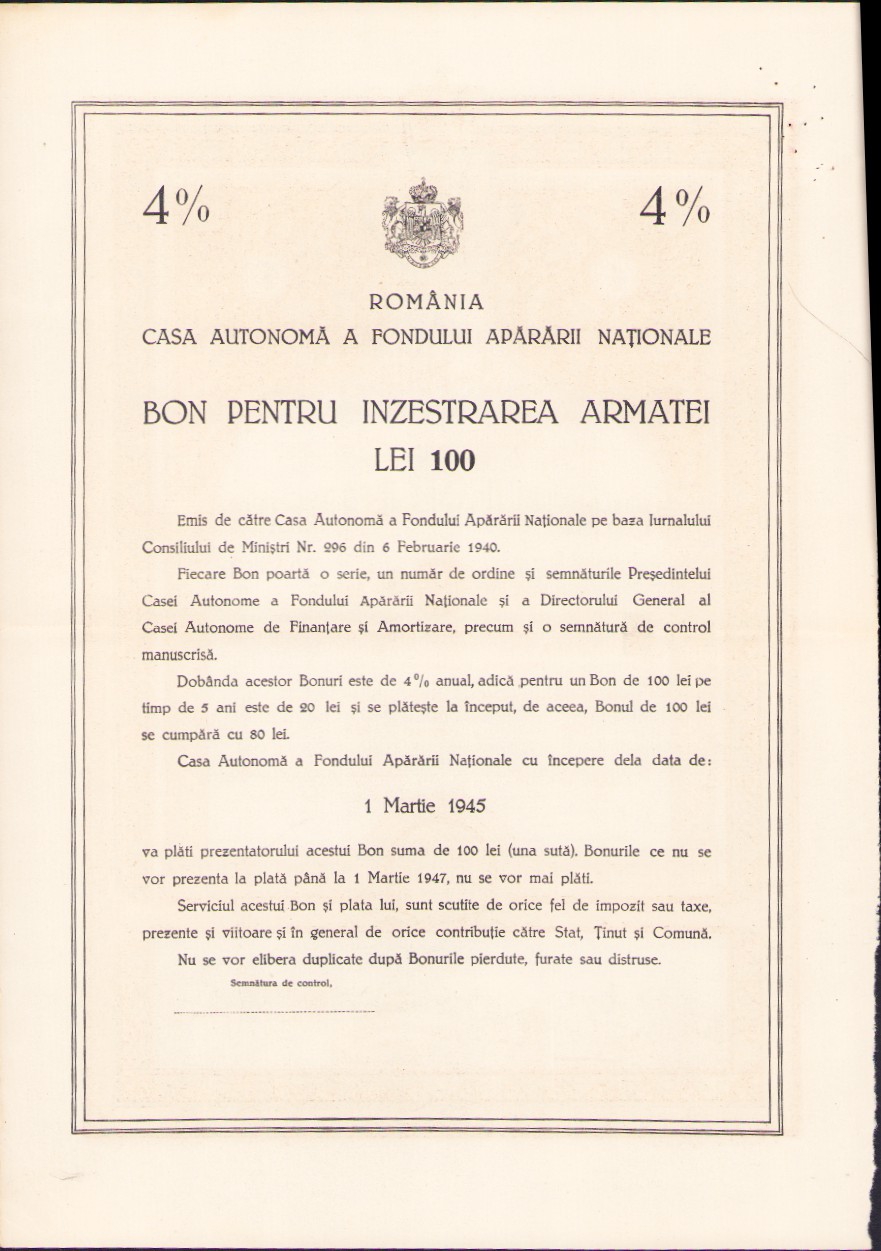 4% 4%
ROMÂNIA
CASA AUTONOMĂ A FONDULUI APĂRĂRII NAȚIONALE
BON PENTRU INZESTRAREA ARMATEI
LEI 100
Emis de către Casa Autonomă a Fondului Apărării Naționale pe baza Iurnalului
Consiliului de Miniștri Nr. 296 din 6 Februarie 1940.
Fiecare Bon poartă o serie, un număr de ordine și semnăturile Președintelui
Casei Autonome a Fondului Apărării Naționale și a Directorului General al
Casei Autonome de Finanțare și Amortizare, precum și o semnătură de control
manuscrisă.
Dobânda acestor Bonuri este de 4% anual, adică pentru un Bon de 100 lei pe
timp de 5 ani este de 20 lei și se plătește la început, de aceea, Bonul de 100 lei
se cumpără cu 80 lei.
Casa Autonomă a Fondului Apărării Naționale cu începere dela data de:
1 Martie 1945
va plăti prezentatorului acestui Bon suma de 100 lei (una sută). Bonurile ce nu se
vor prezenta la plată până la 1 Martie 1947, nu se vor mai plăti.
Serviciul acestui Bon și plata lui, sunt scutite de orice fel de impozit sau taxe,
prezente și viitoare și în general de orice contribuție către Stat, Ținut și Comună.
Nu se vor elibera duplicate după Bonurile pierdute, furate sau distruse.
Semnătura de control,